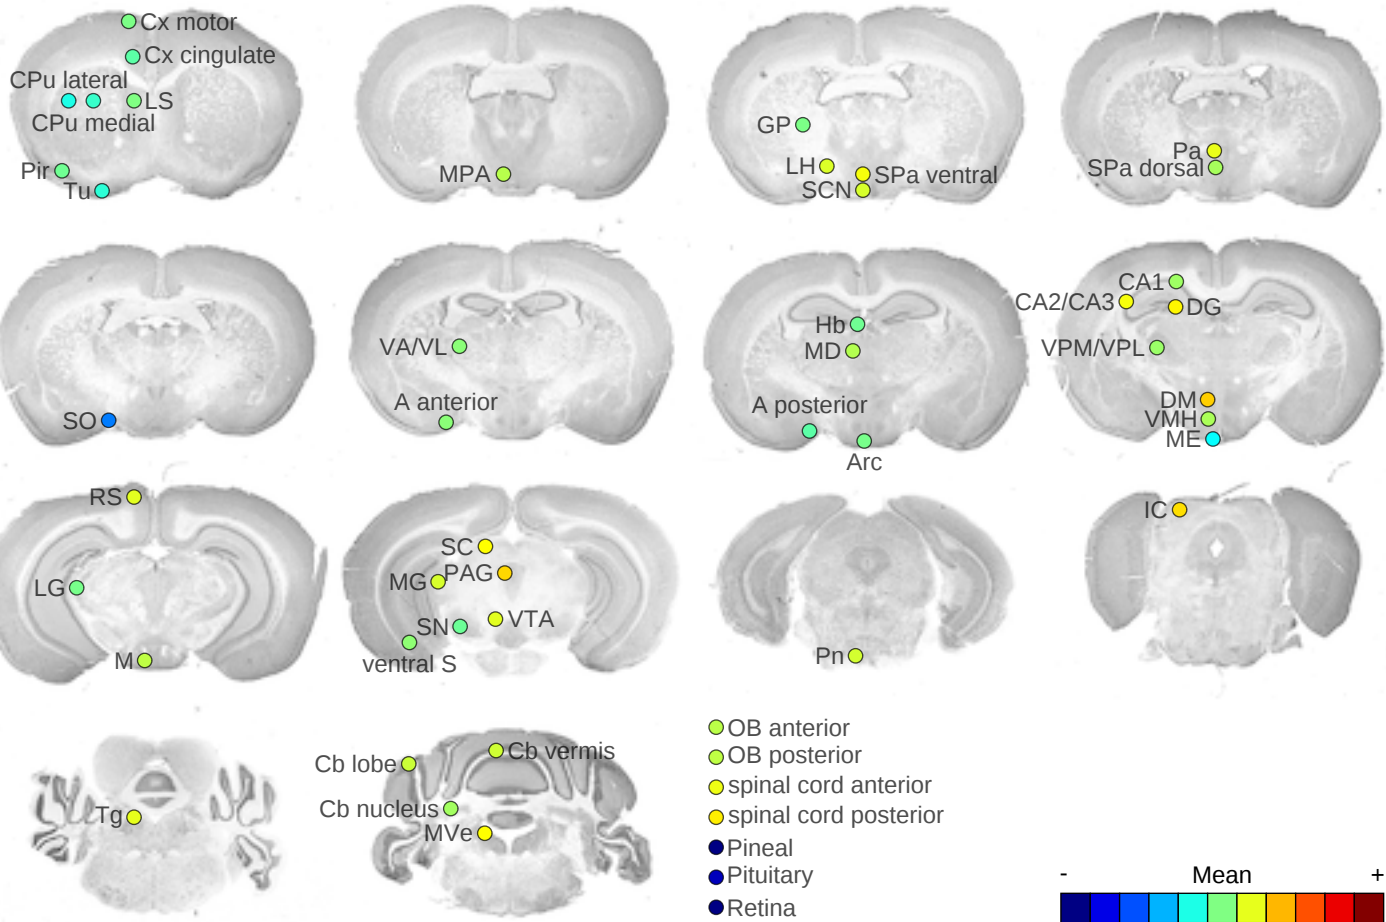 Cx motor
Cx cingulate
CPu lateral
LS
CPu medial
Pir
Tu
MPA
GP
LH
SPa ventral
SCN
Pa
SPa dorsal
SO
VA/VL
A anterior
Hb
MD
A posterior
Arc
CA1
CA2/CA3
DG
VPM/VPL
DM
VMH
ME
RS
LG
M
SC
PAG
MG
VTA
SN
ventral S
Pn
IC
Tg
Cb lobe
Cb vermis
Cb nucleus
MVe
OB anterior
OB posterior
spinal cord anterior
spinal cord posterior
Pineal
Pituitary
Retina
- Mean +